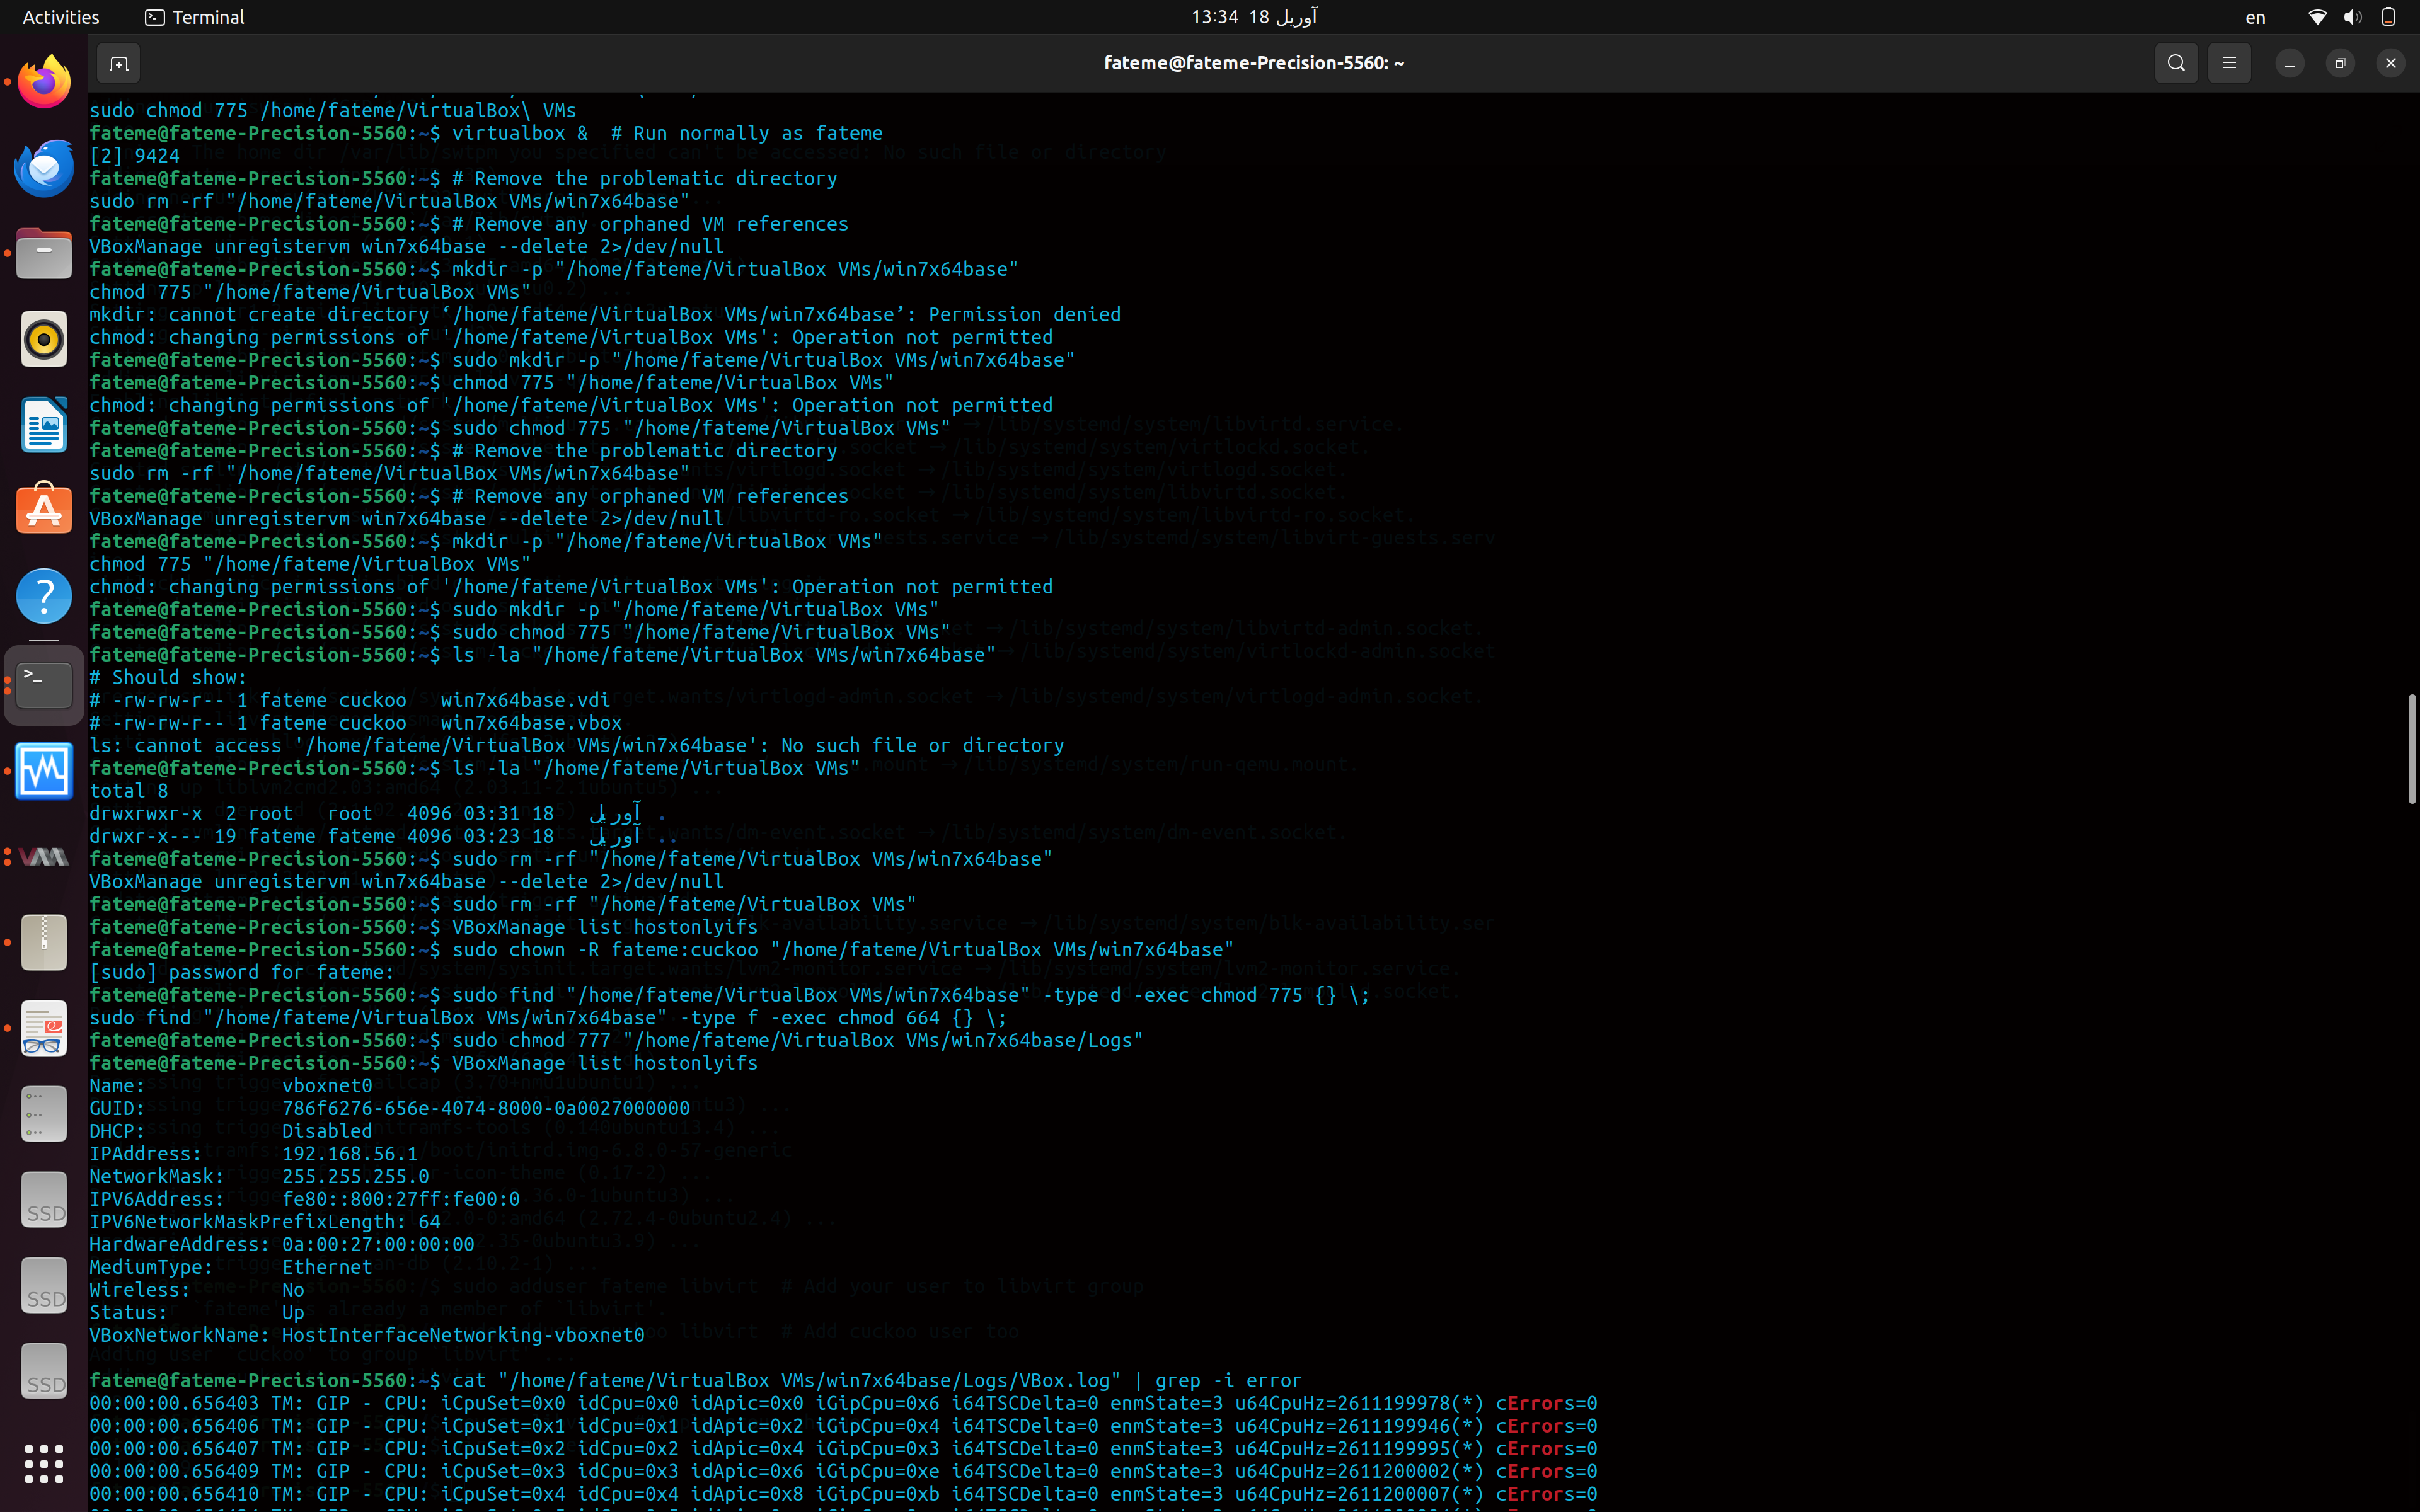 Activities
Terminal
13:34 18 آوریل
en
fateme@fateme-Precision-5560: ~
sudo chmod 775 /home/fateme/VirtualBox\ VMs
fateme@fateme-Precision-5560:~$ virtualbox &  # Run normally as fateme
[2] 9424
fateme@fateme-Precision-5560:~$ # Remove the problematic directory
sudo rm -rf "/home/fateme/VirtualBox VMs/win7x64base"
fateme@fateme-Precision-5560:~$ # Remove any orphaned VM references
VBoxManage unregistervm win7x64base --delete 2>/dev/null
fateme@fateme-Precision-5560:~$ mkdir -p "/home/fateme/VirtualBox VMs/win7x64base"
chmod 775 "/home/fateme/VirtualBox VMs"
mkdir: cannot create directory ‘/home/fateme/VirtualBox VMs/win7x64base’: Permission denied
chmod: changing permissions of '/home/fateme/VirtualBox VMs': Operation not permitted
fateme@fateme-Precision-5560:~$ sudo mkdir -p "/home/fateme/VirtualBox VMs/win7x64base"
fateme@fateme-Precision-5560:~$ chmod 775 "/home/fateme/VirtualBox VMs"
chmod: changing permissions of '/home/fateme/VirtualBox VMs': Operation not permitted
fateme@fateme-Precision-5560:~$ sudo chmod 775 "/home/fateme/VirtualBox VMs"
fateme@fateme-Precision-5560:~$ # Remove the problematic directory
sudo rm -rf "/home/fateme/VirtualBox VMs/win7x64base"
fateme@fateme-Precision-5560:~$ # Remove any orphaned VM references
VBoxManage unregistervm win7x64base --delete 2>/dev/null
fateme@fateme-Precision-5560:~$ mkdir -p "/home/fateme/VirtualBox VMs"
chmod 775 "/home/fateme/VirtualBox VMs"
chmod: changing permissions of '/home/fateme/VirtualBox VMs': Operation not permitted
fateme@fateme-Precision-5560:~$ sudo mkdir -p "/home/fateme/VirtualBox VMs"
fateme@fateme-Precision-5560:~$ sudo chmod 775 "/home/fateme/VirtualBox VMs"
fateme@fateme-Precision-5560:~$ ls -la "/home/fateme/VirtualBox VMs/win7x64base"
# Should show:
# -rw-rw-r-- 1 fateme cuckoo   win7x64base.vdi
# -rw-rw-r-- 1 fateme cuckoo   win7x64base.vbox
ls: cannot access '/home/fateme/VirtualBox VMs/win7x64base': No such file or directory
fateme@fateme-Precision-5560:~$ ls -la "/home/fateme/VirtualBox VMs"
total 8
drwxrwxr-x  2 root   root   4096 03:31 18   آوریل .
drwxr-x--- 19 fateme fateme 4096 03:23 18   آوریل ..
fateme@fateme-Precision-5560:~$ sudo rm -rf "/home/fateme/VirtualBox VMs/win7x64base"
VBoxManage unregistervm win7x64base --delete 2>/dev/null
fateme@fateme-Precision-5560:~$ sudo rm -rf "/home/fateme/VirtualBox VMs"
fateme@fateme-Precision-5560:~$ VBoxManage list hostonlyifs
fateme@fateme-Precision-5560:~$ sudo chown -R fateme:cuckoo "/home/fateme/VirtualBox VMs/win7x64base"
[sudo] password for fateme:
fateme@fateme-Precision-5560:~$ sudo find "/home/fateme/VirtualBox VMs/win7x64base" -type d -exec chmod 775 {} \;
sudo find "/home/fateme/VirtualBox VMs/win7x64base" -type f -exec chmod 664 {} \;
fateme@fateme-Precision-5560:~$ sudo chmod 777 "/home/fateme/VirtualBox VMs/win7x64base/Logs"
fateme@fateme-Precision-5560:~$ VBoxManage list hostonlyifs
Name:            vboxnet0
GUID:            786f6276-656e-4074-8000-0a0027000000
DHCP:            Disabled
IPAddress:       192.168.56.1
NetworkMask:     255.255.255.0
IPV6Address:     fe80::800:27ff:fe00:0
IPV6NetworkMaskPrefixLength: 64
HardwareAddress: 0a:00:27:00:00:00
MediumType:      Ethernet
Wireless:        No
Status:          Up
VBoxNetworkName: HostInterfaceNetworking-vboxnet0
fateme@fateme-Precision-5560:~$ cat "/home/fateme/VirtualBox VMs/win7x64base/Logs/VBox.log" | grep -i error
00:00:00.656403 TM: GIP - CPU: iCpuSet=0x0 idCpu=0x0 idApic=0x0 iGipCpu=0x6 i64TSCDelta=0 enmState=3 u64CpuHz=2611199978(*) cErrors=0
00:00:00.656406 TM: GIP - CPU: iCpuSet=0x1 idCpu=0x1 idApic=0x2 iGipCpu=0x4 i64TSCDelta=0 enmState=3 u64CpuHz=2611199946(*) cErrors=0
00:00:00.656407 TM: GIP - CPU: iCpuSet=0x2 idCpu=0x2 idApic=0x4 iGipCpu=0x3 i64TSCDelta=0 enmState=3 u64CpuHz=2611199995(*) cErrors=0
00:00:00.656409 TM: GIP - CPU: iCpuSet=0x3 idCpu=0x3 idApic=0x6 iGipCpu=0xe i64TSCDelta=0 enmState=3 u64CpuHz=2611200002(*) cErrors=0
00:00:00.656410 TM: GIP - CPU: iCpuSet=0x4 idCpu=0x4 idApic=0x8 iGipCpu=0xb i64TSCDelta=0 enmState=3 u64CpuHz=2611200007(*) cErrors=0
SSD
SSD
SSD